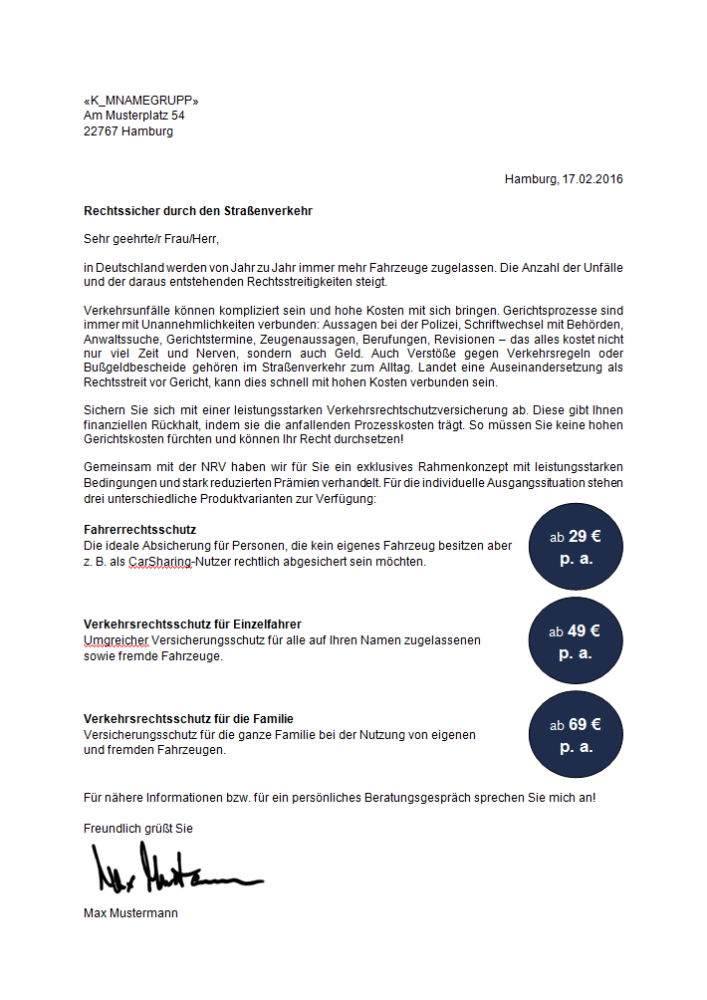 «K_MNAMEGRUPP»
Am Musterplatz 54
22767 Hamburg
Hamburg, 17.02.2016
Rechtssicher durch den Straßenverkehr
Sehr geehrte/r Frau/Herr,
in Deutschland werden von Jahr zu Jahr immer mehr Fahrzeuge zugelassen. Die Anzahl der Unfälle
und der daraus entstehenden Rechtsstreitigkeiten steigt.
Verkehrsunfälle können kompliziert sein und hohe Kosten mit sich bringen. Gerichtsprozesse sind
immer mit Unannehmlichkeiten verbunden: Aussagen bei der Polizei, Schriftwechsel mit Behörden,
Anwaltssuche, Gerichtstermine, Zeugenaussagen, Berufungen, Revisionen – das alles kostet nicht
nur viel Zeit und Nerven, sondern auch Geld. Auch Verstöße gegen Verkehrsregeln oder
Bußgeldbescheide gehören im Straßenverkehr zum Alltag. Landet eine Auseinandersetzung als
Rechtsstreit vor Gericht, kann dies schnell mit hohen Kosten verbunden sein.
Sichern Sie sich mit einer leistungsstarken Verkehrsrechtschutzversicherung ab. Diese gibt Ihnen
finanziellen Rückhalt, indem sie die anfallenden Prozesskosten trägt. So müssen Sie keine hohen
Gerichtskosten fürchten und können Ihr Recht durchsetzen!
Gemeinsam mit der NRV haben wir für Sie ein exklusives Rahmenkonzept mit leistungsstarken
Bedingungen und stark reduzierten Prämien verhandelt. Für die individuelle Ausgangssituation stehen
drei unterschiedliche Produktvarianten zur Verfügung:
Fahrerrechtsschutz
Die ideale Absicherung für Personen, die kein eigenes Fahrzeug besitzen aber
z. B. als CarSharing-Nutzer rechtlich abgesichert sein möchten.
ab 29 €
p. a.
Verkehrsrechtsschutz für Einzelfahrer
Umgreicher Versicherungsschutz für alle auf Ihren Namen zugelassenen
sowie fremde Fahrzeuge.
ab 49 €
p. a.
Verkehrsrechtsschutz für die Familie
Versicherungsschutz für die ganze Familie bei der Nutzung von eigenen
und fremden Fahrzeugen.
ab 69 €
p. a.
Für nähere Informationen bzw. für ein persönliches Beratungsgespräch sprechen Sie mich an!
Freundlich grüßt Sie
Max Mustermann